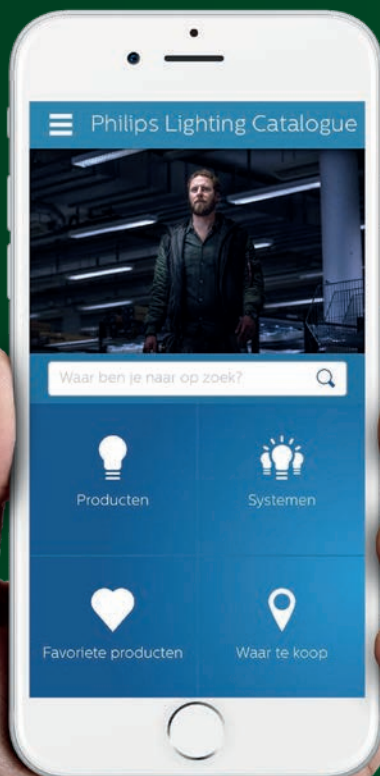 Philips Lighting Catalogue
Waar ben je naar op zoek?
Producten
Systemen
Favoriete producten
Waar te koop